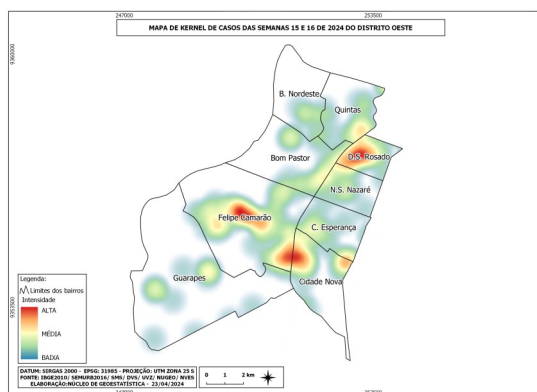 247000
253500
MAPA DE KERNEL DE CASOS DAS SEMANAS 15 E 16 DE 2024 DO DISTRITO OESTE
9360000
B. Nordeste
Quintas
Bom Pastor
D.S. Rosado
N.S. Nazaré
Felipe Camarão
C. Esperança
Guarapes
Cidade Nova
9353500
Legenda:
Limites dos bairros
Intensidade
ALTA
MÉDIA
BAIXA
DATUM: SIRGAS 2000 - EPSG: 31985 - PROJEÇÃO: UTM ZONA 25 S
FONTE: IBGE2010/ SEMURB2016/ SMS/ DVS/ UVZ/ NUGEO/ NVES
ELABORAÇÃO:NÚCLEO DE GEOESTATÍSTICA - 23/04/2024
0 1 2 km
247000